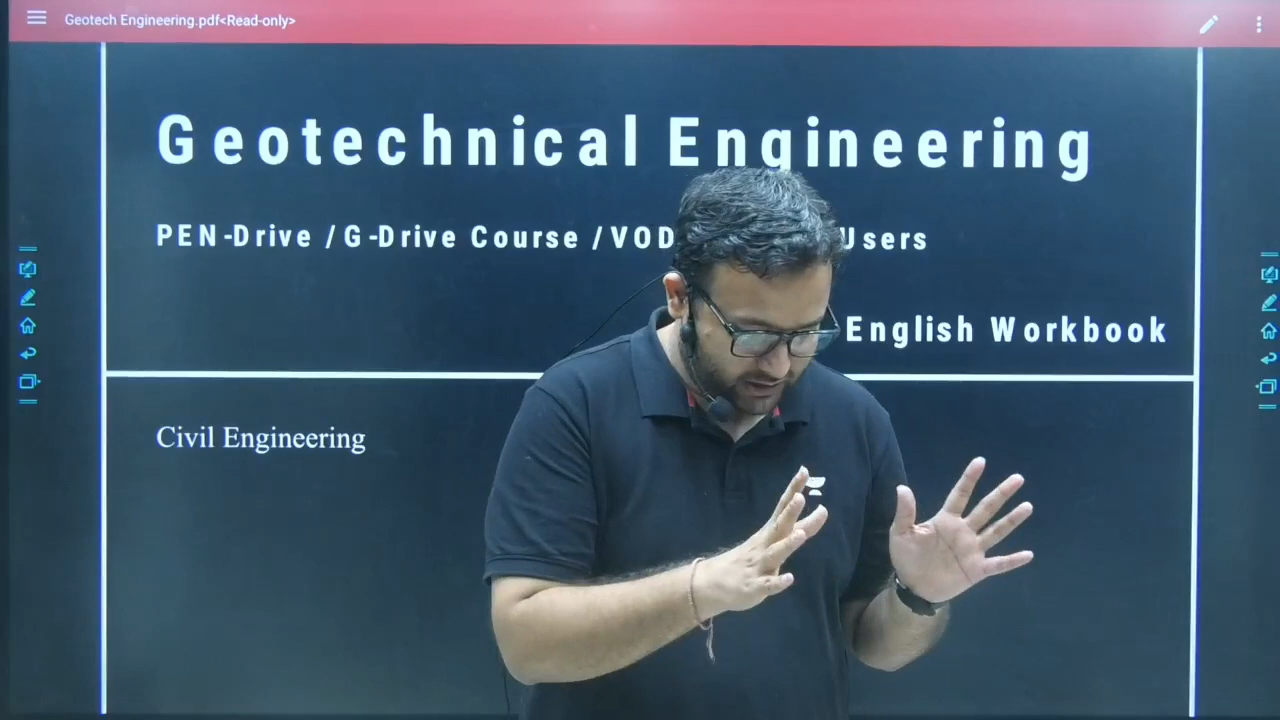 Geotech Engineering.pdf<Read-only>
Geotechnical Engineering
PEN-Drive / G-Drive Course / VOD Users
English Workbook
Civil Engineering